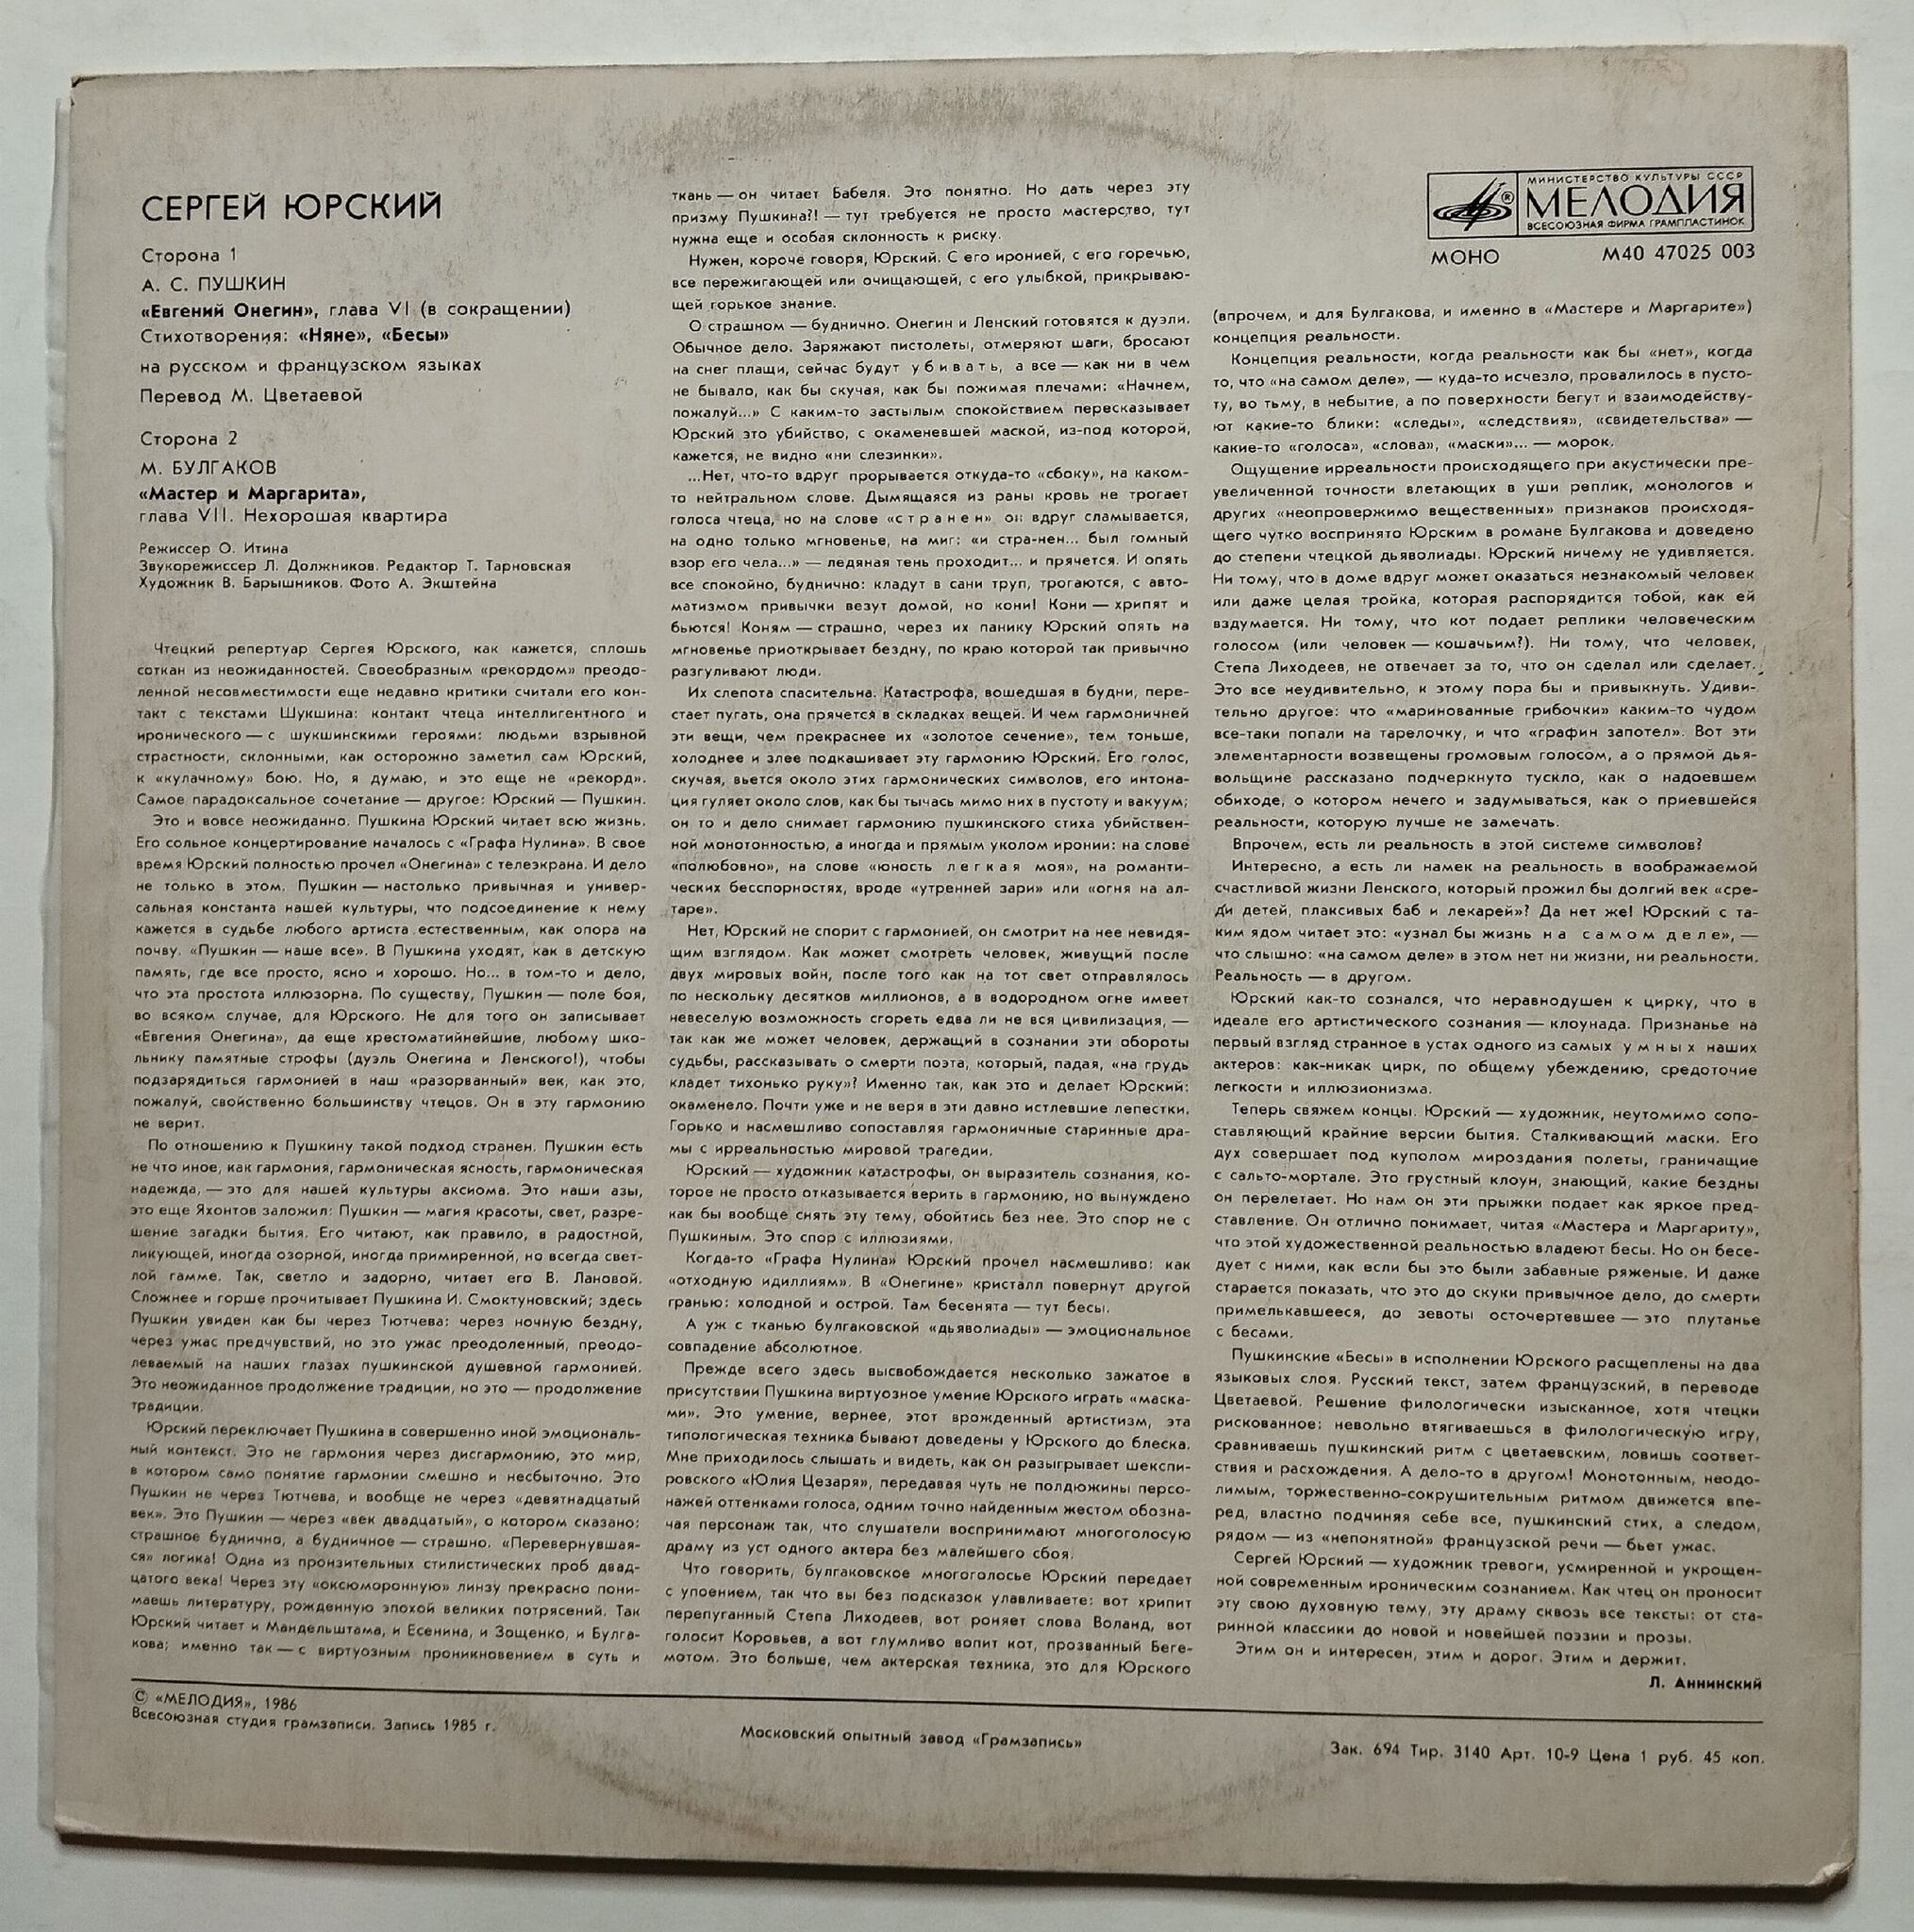 СЕРГЕЙ ЮРСКИЙ
Сторона 1
А. С. ПУШКИН
«Евгений Онегин», глава VI (в сокращении)
Стихотворения: «Няне», «Бесы»
на русском и французском языках
Перевод М. Цветаевой
Сторона 2
М. БУЛГАКОВ
«Мастер и Маргарита»,
глава VII. Нехорошая квартира
Режиссер О. Итина
Звукорежиссер Л. Должников. Редактор Т. Тарновская
Художник В. Барышников. Фото А. Экштейна
Чтецкий репертуар Сергея Юрского, как кажется, сплошь
соткан из неожиданностей. Своеобразным «рекордом» преодо-
ленной несовместимости еще недавно критики считали его кон-
такт с текстами Шукшина: контакт чтеца интеллигентного и
иронического — с шукшинскими героями: людьми взрывной
страстности, склонными, как осторожно заметил сам Юрский,
к «кулачному» бою. Но, я думаю, и это еще не «рекорд».
Самое парадоксальное сочетание — другое: Юрский — Пушкин.
Это и вовсе неожиданно. Пушкина Юрский читает всю жизнь.
Его сольное концертирование началось с «Графа Нулина». В свое
время Юрский полностью прочел «Онегина» с телеэкрана. И дело
не только в этом. Пушкин — настолько привычная и универ-
сальная константа нашей культуры, что подсоединение к нему
кажется в судьбе любого артиста естественным, как опора на
почву. «Пушкин — наше все». В Пушкина уходят, как в детскую
память, где все просто, ясно и хорошо. Но... в том-то и дело,
что эта простота иллюзорна. По существу, Пушкин — поле боя,
во всяком случае, для Юрского. Не для того он записывает
«Евгения Онегина», да еще хрестоматийнейшие, любому шко-
льнику памятные строфы (дуэль Онегина и Ленского!), чтобы
подзарядиться гармонией в наш «разорванный» век, как это,
пожалуй, свойственно большинству чтецов. Он в эту гармонию
не верит.
По отношению к Пушкину такой подход странен. Пушкин есть
не что иное, как гармония, гармоническая ясность, гармоническая
надежда, — это для нашей культуры аксиома. Это наши азы,
это еще Яхонтов заложил: Пушкин — магия красоты, свет, разре-
шение загадки бытия. Его читают, как правило, в радостной,
ликующей, иногда озорной, иногда примиренной, но всегда свет-
лой гамме. Так, светло и задорно, читает его В. Лановой.
Сложнее и горше прочитывает Пушкина И. Смоктуновский; здесь
Пушкин увиден как бы через Тютчева: через ночную бездну,
через ужас предчувствий, но это ужас преодоленный, преодо-
леваемый на наших глазах пушкинской душевной гармонией.
Это неожиданное продолжение традиции, но это — продолжение
традиции.
Юрский переключает Пушкина в совершенно иной эмоциональ-
ный контекст. Это не гармония через дисгармонию, это мир,
в котором само понятие гармонии смешно и несбыточно. Это
Пушкин не через Тютчева, и вообще не через «девятнадцатый
век». Это Пушкин — через «век двадцатый», о котором сказано:
страшное буднично, а будничное — страшно. «Перевернувшая-
ся» логика! Одна из пронзительных стилистических проб двад-
цатого века! Через эту «оксюморонную» линзу прекрасно пони-
маешь литературу, рожденную эпохой великих потрясений. Так
Юрский читает и Мандельштама, и Есенина, и Зощенко, и Булга-
кова; именно так — с виртуозным проникновением в суть и
ткань — он читает Бабеля. Это понятно. Но дать через эту
призму Пушкина?! — тут требуется не просто мастерство, тут
нужна еще и особая склонность к риску.
Нужен, короче говоря, Юрский. С его иронией, с его горечью,
все пережигающей или очищающей, с его улыбкой, прикрываю-
щей горькое знание.
О страшном — буднично. Онегин и Ленский готовятся к дуэли.
Обычное дело. Заряжают пистолеты, отмеряют шаги, бросают
на снег плащи, сейчас будут убивать, а все — как ни в чем
не бывало, как бы скучая, как бы пожимая плечами: «Начнем,
пожалуй...» С каким-то застылым спокойствием пересказывает
Юрский это убийство, с окаменевшей маской, из-под которой,
кажется, не видно «ни слезинки».
...Нет, что-то вдруг прорывается откуда-то «сбоку», на каком-
то нейтральном слове. Дымящаяся из раны кровь не трогает
голоса чтеца, но на слове «странен» он вдруг сламывается,
на одно только мгновенье, на миг: «и стра-нен... был томный
взор его чела...» — ледяная тень проходит... и прячется. И опять
все спокойно, буднично: кладут в сани труп, трогаются, с авто-
матизмом привычки везут домой, но кони! Кони — хрипят и
бьются! Коням — страшно, через их панику Юрский опять на
мгновенье приоткрывает бездну, по краю которой так привычно
разгуливают люди.
Их слепота спасительна. Катастрофа, вошедшая в будни, пере-
стает пугать, она прячется в складках вещей. И чем гармоничней
эти вещи, чем прекраснее их «золотое сечение», тем тоньше,
холоднее и злее подкашивает эту гармонию Юрский. Его голос,
скучая, вьется около этих гармонических символов, его интона-
ция гуляет около слов, как бы тычась мимо них в пустоту и вакуум;
он то и дело снимает гармонию пушкинского стиха убийствен-
ной монотонностью, а иногда и прямым уколом иронии: на слове
«полюбовно», на слове «юность легкая моя», на романти-
ческих бесспорностях, вроде «утренней зари» или «огня на ал-
таре».
Нет, Юрский не спорит с гармонией, он смотрит на нее невидя-
щим взглядом. Как может смотреть человек, живущий после
двух мировых войн, после того как на тот свет отправлялось
по нескольку десятков миллионов, а в водородном огне имеет
невеселую возможность сгореть едва ли не вся цивилизация, —
так как же может человек, держащий в сознании эти обороты
судьбы, рассказывать о смерти поэта, который, падая, «на грудь
кладет тихонько руку»? Именно так, как это и делает Юрский:
окаменело. Почти уже и не веря в эти давно истлевшие лепестки.
Горько и насмешливо сопоставляя гармоничные старинные дра-
мы с ирреальностью мировой трагедии.
Юрский — художник катастрофы, он выразитель сознания, ко-
торое не просто отказывается верить в гармонию, но вынуждено
как бы вообще снять эту тему, обойтись без нее. Это спор не с
Пушкиным. Это спор с иллюзиями.
Когда-то «Графа Нулина» Юрский прочел насмешливо: как
«отходную идиллиям». В «Онегине» кристалл повернут другой
гранью: холодной и острой. Там бесенята — тут бесы.
А уж с тканью булгаковской «дьяволиады» — эмоциональное
совпадение абсолютное.
Прежде всего здесь высвобождается несколько зажатое в
присутствии Пушкина виртуозное умение Юрского играть «маска-
ми». Это умение, вернее, этот врожденный артистизм, эта
типологическая техника бывают доведены у Юрского до блеска.
Мне приходилось слышать и видеть, как он разыгрывает шекспи-
ровского «Юлия Цезаря», передавая чуть не полдюжины персо-
нажей оттенками голоса, одним точно найденным жестом обозна-
чая персонаж так, что слушатели воспринимают многоголосую
драму из уст одного актера без малейшего сбоя.
Что говорить, булгаковское многоголосье Юрский передает
с упоением, так что вы без подсказок улавливаете: вот хрипит
перепуганный Степа Лиходеев, вот роняет слова Воланд, вот
голосит Коровьев, а вот глумливо вопит кот, прозванный Беге-
мотом. Это больше, чем актерская техника, это для Юрского
МИНИСТЕРСТВО КУЛЬТУРЫ СССР
® МЕЛОДИЯ
ВСЕСОЮЗНАЯ ФИРМА ГРАМПЛАСТИНОК
МОНО М40 47025 003
(впрочем, и для Булгакова, и именно в «Мастере и Маргарите»)
концепция реальности.
Концепция реальности, когда реальности как бы «нет», когда
то, что «на самом деле», — куда-то исчезло, провалилось в пусто-
ту, во тьму, в небытие, а по поверхности бегут и взаимодейству-
ют какие-то блики: «следы», «следствия», «свидетельства» —
какие-то «голоса», «слова», «маски»... — морок.
Ощущение ирреальности происходящего при акустически пре-
увеличенной точности влетающих в уши реплик, монологов и
других «неопровержимо вещественных» признаков происходя-
щего чутко воспринято Юрским в романе Булгакова и доведено
до степени чтецкой дьяволиады. Юрский ничему не удивляется.
Ни тому, что в доме вдруг может оказаться незнакомый человек
или даже целая тройка, которая распорядится тобой, как ей
вздумается. Ни тому, что кот подает реплики человеческим
голосом (или человек — кошачьим?). Ни тому, что человек,
Степа Лиходеев, не отвечает за то, что он сделал или сделает.
Это все неудивительно, к этому пора бы и привыкнуть. Удиви-
тельно другое: что «маринованные грибочки» каким-то чудом
все-таки попали на тарелочку, и что «графин запотел». Вот эти
элементарности возвещены громовым голосом, а о прямой дья-
вольщине рассказано подчеркнуто тускло, как о надоевшем
обиходе, о котором нечего и задумываться, как о приевшейся
реальности, которую лучше не замечать.
Впрочем, есть ли реальность в этой системе символов?
Интересно, а есть ли намек на реальность в воображаемой
счастливой жизни Ленского, который прожил бы долгий век «сре-
ди детей, плаксивых баб и лекарей»? Да нет же! Юрский с та-
ким ядом читает это: «узнал бы жизнь на самом деле», —
что слышно: «на самом деле» в этом нет ни жизни, ни реальности.
Реальность — в другом.
Юрский как-то сознался, что неравнодушен к цирку, что в
идеале его артистического сознания — клоунада. Признанье на
первый взгляд странное в устах одного из самых умных наших
актеров: как-никак цирк, по общему убеждению, средоточие
легкости и иллюзионизма.
Теперь свяжем концы. Юрский — художник, неутомимо сопо-
ставляющий крайние версии бытия. Сталкивающий маски. Его
дух совершает под куполом мироздания полеты, граничащие
с сальто-мортале. Это грустный клоун, знающий, какие бездны
он перелетает. Но нам он эти прыжки подает как яркое пред-
ставление. Он отлично понимает, читая «Мастера и Маргариту»,
что этой художественной реальностью владеют бесы. Но он бесе-
дует с ними, как если бы это были забавные ряженые. И даже
старается показать, что это до скуки привычное дело, до смерти
примелькавшееся, до зевоты осточертевшее — это плутанье
с бесами.
Пушкинские «Бесы» в исполнении Юрского расщеплены на два
языковых слоя. Русский текст, затем французский, в переводе
Цветаевой. Решение филологически изысканное, хотя чтецки
рискованное: невольно втягиваешься в филологическую игру,
сравниваешь пушкинский ритм с цветаевским, ловишь соответ-
ствия и расхождения. А дело-то в другом! Монотонным, неодо-
лимым, торжественно-сокрушительным ритмом движется впе-
ред, властно подчиняя себе все, пушкинский стих, а следом,
рядом — из «непонятной» французской речи — бьет ужас.
Сергей Юрский — художник тревоги, усмиренной и укрощен-
ной современным ироническим сознанием. Как чтец он проносит
эту свою духовную тему, эту драму сквозь все тексты: от ста-
ринной классики до новой и новейшей поэзии и прозы.
Этим он и интересен, этим и дорог. Этим и держит.
Л. Аннинский
© «МЕЛОДИЯ», 1986
Всесоюзная студия грамзаписи. Запись 1985 г.
Московский опытный завод «Грамзапись»
Зак. 694 Тир. 3140 Арт. 10-9 Цена 1 руб. 45 коп.